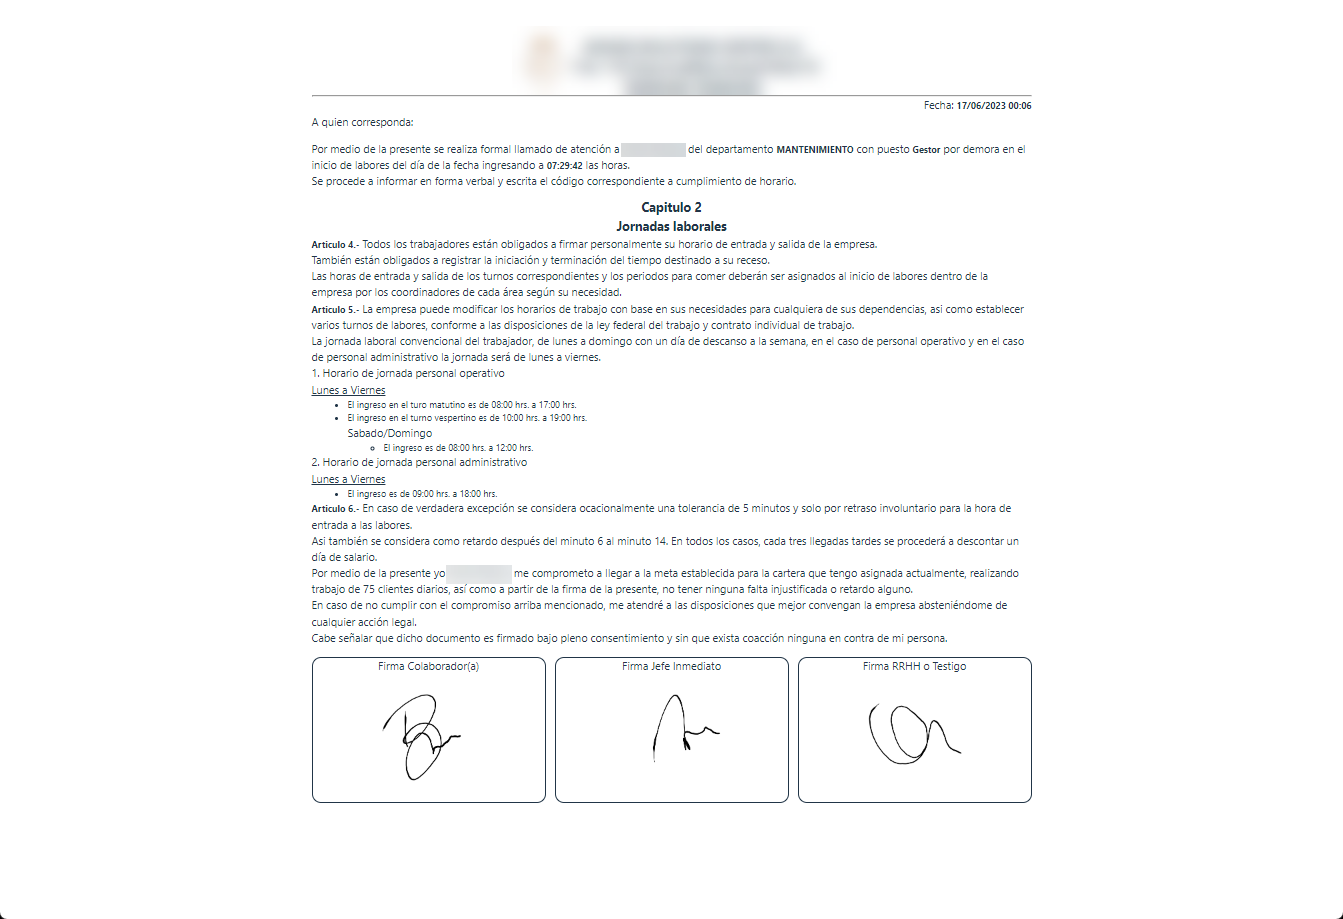 Fecha: 17/06/2023 00:06
A quien corresponda:
Por medio de la presente se realiza formal llamado de atención a del departamento MANTENIMIENTO con puesto Gestor por demora en el
inicio de labores del día de la fecha ingresando a 07:29:42 las horas.
Se procede a informar en forma verbal y escrita el código correspondiente a cumplimiento de horario.
Capitulo 2
Jornadas laborales
Articulo 4.- Todos los trabajadores están obligados a firmar personalmente su horario de entrada y salida de la empresa.
También están obligados a registrar la iniciación y terminación del tiempo destinado a su receso.
Las horas de entrada y salida de los turnos correspondientes y los periodos para comer deberán ser asignados al inicio de labores dentro de la
empresa por los coordinadores de cada área según su necesidad.
Articulo 5.- La empresa puede modificar los horarios de trabajo con base en sus necesidades para cualquiera de sus dependencias, asi como establecer
varios turnos de labores, conforme a las disposiciones de la ley federal del trabajo y contrato individual de trabajo.
La jornada laboral convencional del trabajador, de lunes a domingo con un día de descanso a la semana, en el caso de personal operativo y en el caso
de personal administrativo la jornada será de lunes a viernes.
1. Horario de jornada personal operativo
Lunes a Viernes
• El ingreso en el turo matutino es de 08:00 hrs. a 17:00 hrs.
• El ingreso en el turno vespertino es de 10:00 hrs. a 19:00 hrs.
Sabado/Domingo
◦ El ingreso es de 08:00 hrs. a 12:00 hrs.
2. Horario de jornada personal administrativo
Lunes a Viernes
• El ingreso es de 09:00 hrs. a 18:00 hrs.
Articulo 6.- En caso de verdadera excepción se considera ocacionalmente una tolerancia de 5 minutos y solo por retraso involuntario para la hora de
entrada a las labores.
Asi también se considera como retardo después del minuto 6 al minuto 14. En todos los casos, cada tres llegadas tardes se procederá a descontar un
día de salario.
Por medio de la presente yo me comprometo a llegar a la meta establecida para la cartera que tengo asignada actualmente, realizando
trabajo de 75 clientes diarios, así como a partir de la firma de la presente, no tener ninguna falta injustificada o retardo alguno.
En caso de no cumplir con el compromiso arriba mencionado, me atendré a las disposiciones que mejor convengan la empresa absteniéndome de
cualquier acción legal.
Cabe señalar que dicho documento es firmado bajo pleno consentimiento y sin que exista coacción ninguna en contra de mi persona.
Firma Colaborador(a)
Firma Jefe Inmediato
Firma RRHH o Testigo